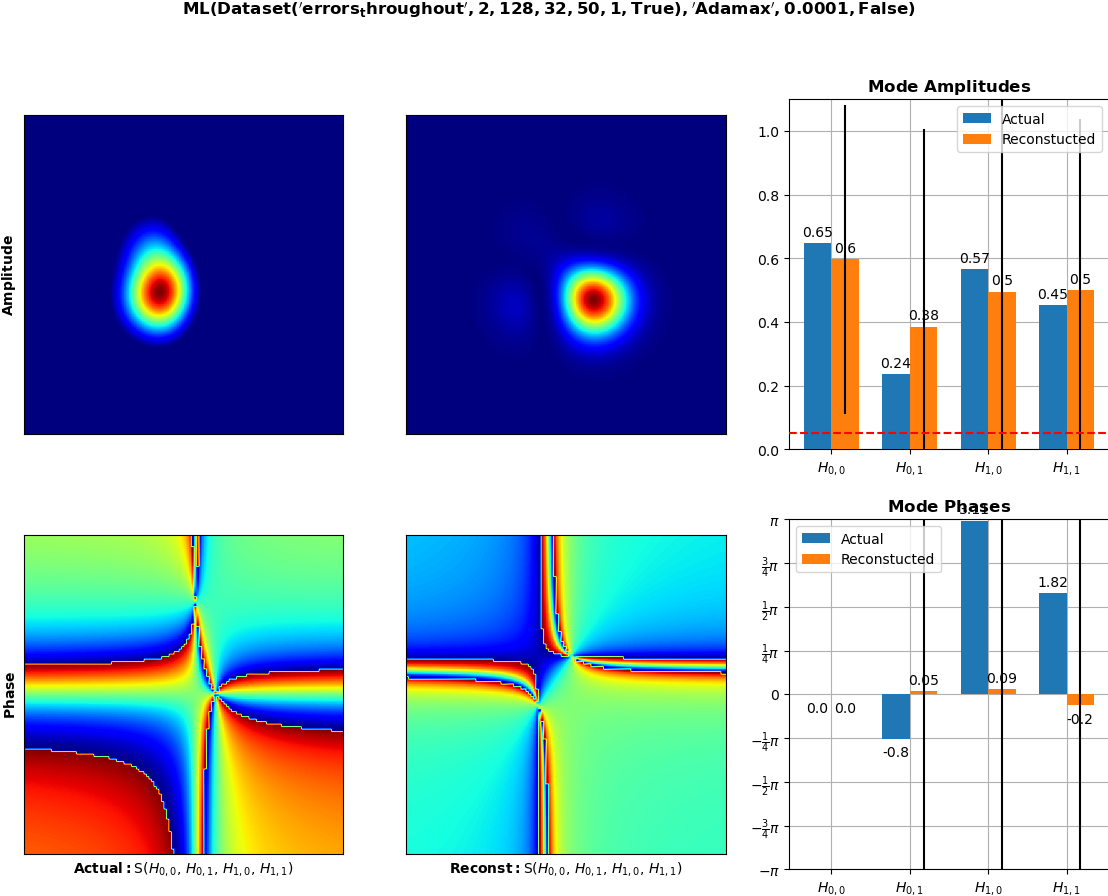 ML(Dataset('errors_throughout', 2, 128, 32, 50, 1, True), 'Adamax', 0.0001, False)
Amplitude
Mode Amplitudes
Actual
Reconstucted
1.0
0.8
0.6
0.4
0.2
0.0
0.65
0.6
0.24
0.38
0.57
0.5
0.45
0.5
H0,0
H0,1
H1,0
H1,1
Phase
Actual: S(H0,0, H0,1, H1,0, H1,1)
Reconst: S(H0,0, H0,1, H1,0, H1,1)
Mode Phases
Actual
Reconstucted
π
3/4π
1/2π
1/4π
0
−1/4π
−1/2π
−3/4π
−π
0.0
0.0
-0.8
0.05
3.11
0.09
1.82
-0.2
H0,0
H0,1
H1,0
H1,1